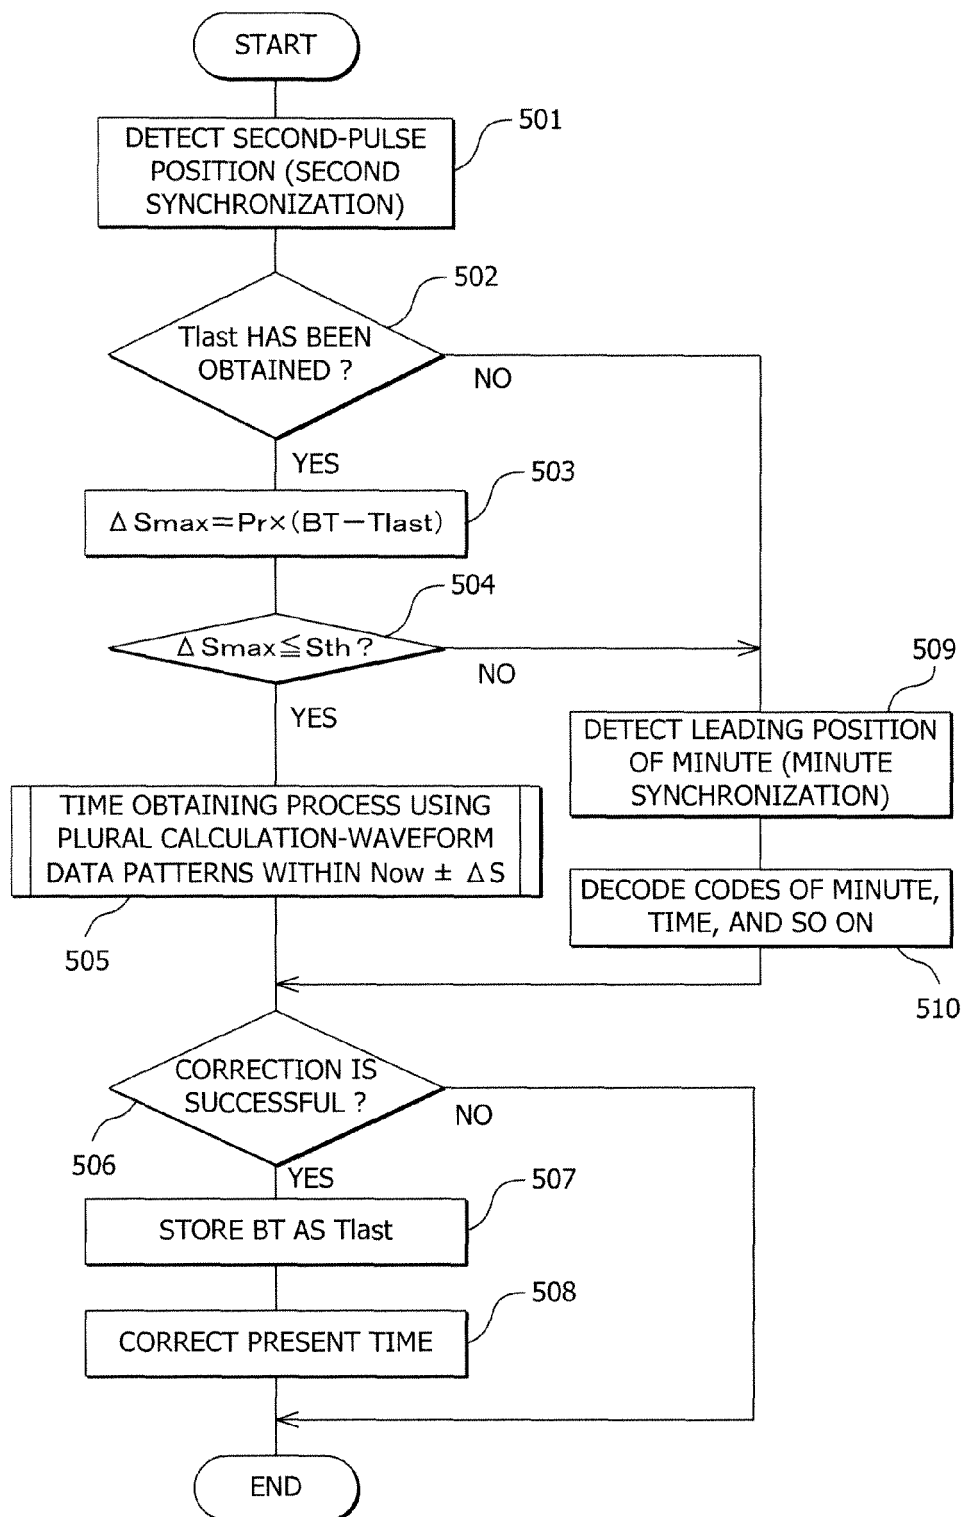 START
501
DETECT SECOND-PULSE
POSITION (SECOND
SYNCHRONIZATION)
502
Tlast HAS BEEN
OBTAINED ?
NO
YES
503
Δ Smax=Pr×(BT−Tlast)
504
Δ Smax≦Sth ?
NO
YES
509
DETECT LEADING POSITION
OF MINUTE (MINUTE
SYNCHRONIZATION)
TIME OBTAINING PROCESS USING
PLURAL CALCULATION-WAVEFORM
DATA PATTERNS WITHIN Now ± ΔS
505
DECODE CODES OF MINUTE,
TIME, AND SO ON
510
CORRECTION IS
SUCCESSFUL ?
NO
506
YES
507
STORE BT AS Tlast
508
CORRECT PRESENT TIME
END